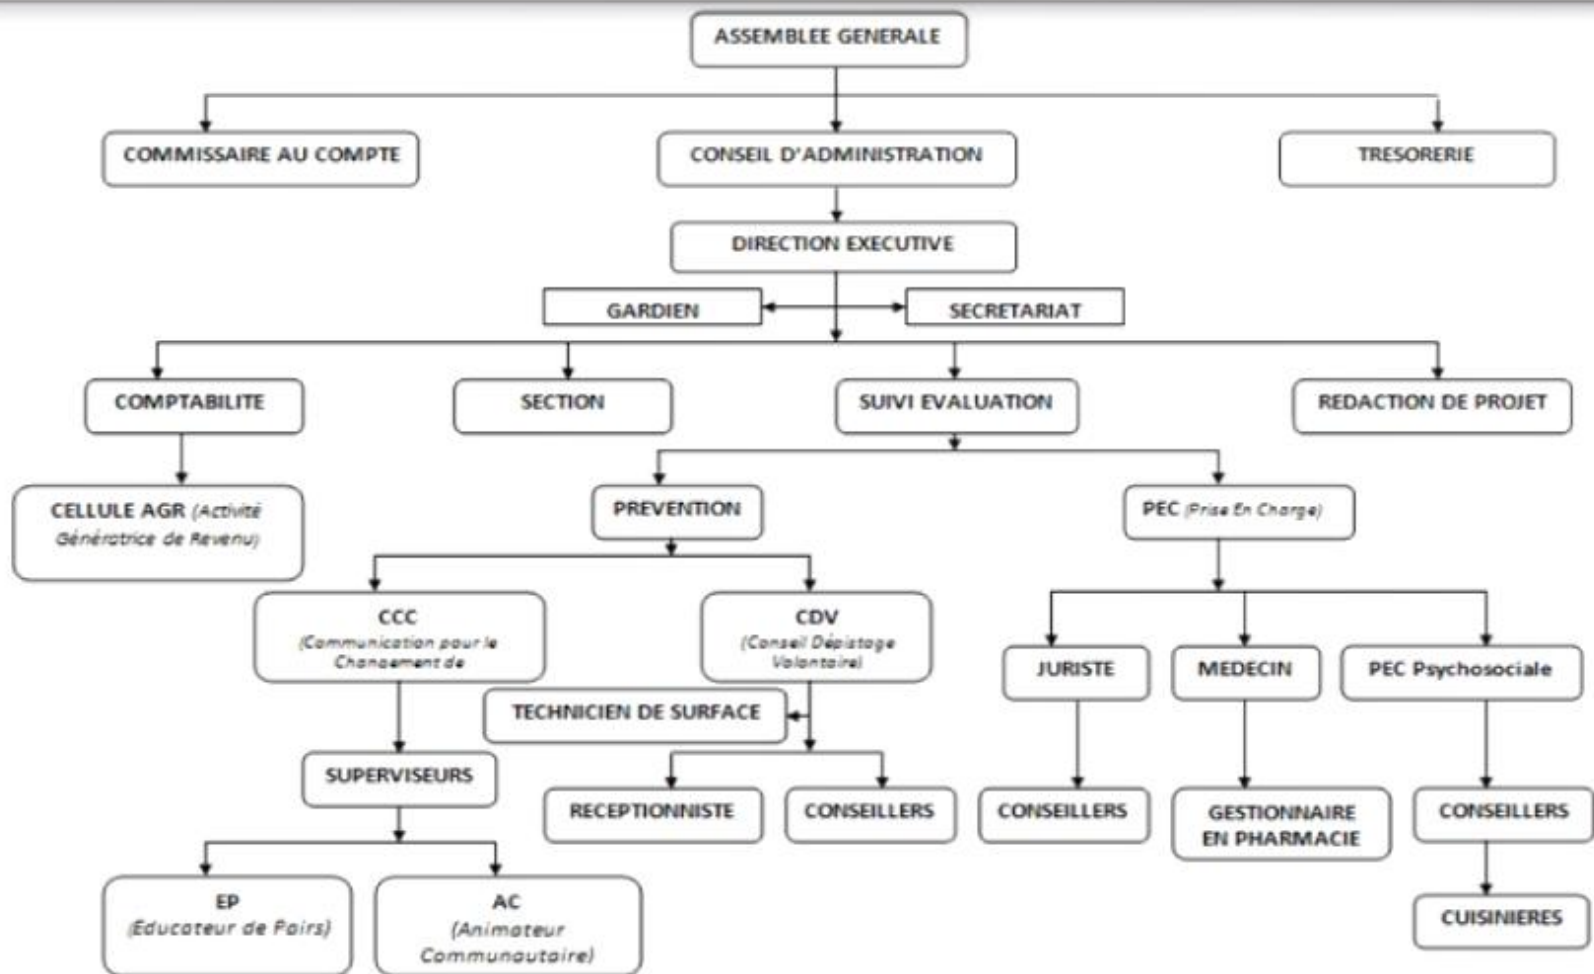 ASSEMBLEE GENERALE
COMMISSAIRE AU COMPTE
CONSEIL D'ADMINISTRATION
TRESORERIE
DIRECTION EXECUTIVE
GARDIEN
SECRETARIAT
COMPTABILITE
SECTION
SUIVI EVALUATION
REDACTION DE PROJET
CELLULE AGR (Activité
Génératrice de Revenu)
PREVENTION
PEC (Prise En Charge)
CCC
(Communication pour le
Changement de
CDV
(Conseil Dépistage
Volontaire)
JURISTE
MEDECIN
PEC Psychosociale
TECHNICIEN DE SURFACE
SUPERVISEURS
RECEPTIONNISTE
CONSEILLERS
CONSEILLERS
GESTIONNAIRE
EN PHARMACIE
CONSEILLERS
EP
(Educateur de Pairs)
AC
(Animateur
Communautaire)
CUISINIERES